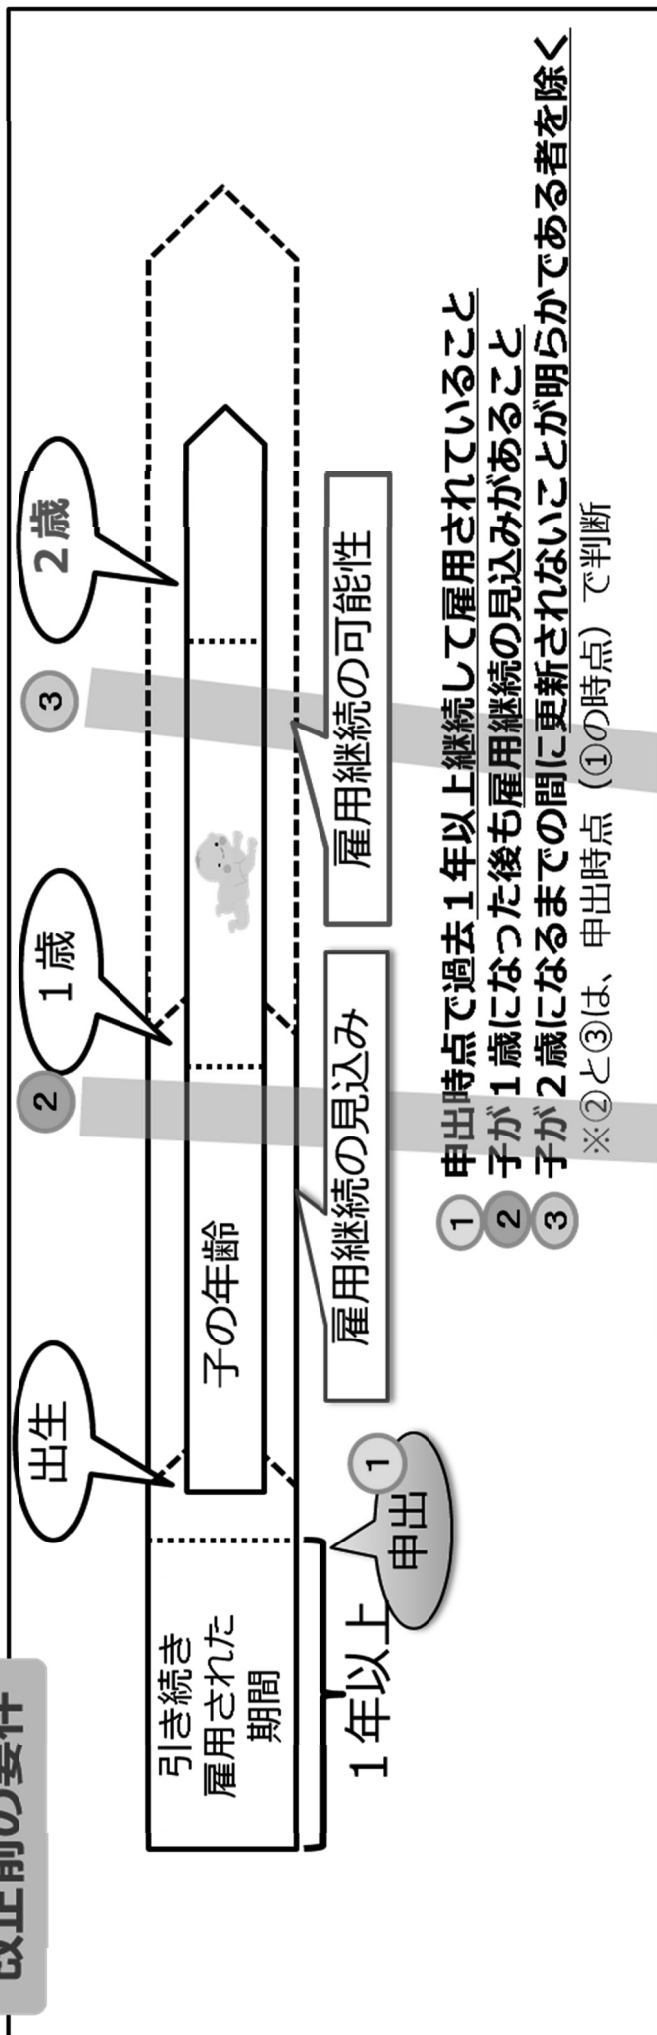 改正前の要件
出生
② １歳
③ ２歳
引き続き
雇用された
期間
子の年齢
１年以上
申出 ①
雇用継続の見込み
雇用継続の可能性
① 申出時点で過去１年以上継続して雇用されていること
② 子が１歳になった後も雇用継続の見込みがあること
③ 子が２歳になるまでの間に更新されないことが明らかである者を除く
※②と③は、申出時点（①の時点）で判断